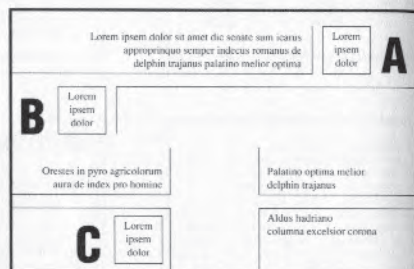 Lorem ipsum dolor sit amet dic senate sum icarus
appropinquo semper indecus romanus de
delphin trajanus palatino melior optima
Lorem
ipsem
dolor
A
B
Lorem
ipsem
dolor
Orestes in pyro agricolorum
aura de index pro homine
Palatino optima melior
delphin trajanus
C
Lorem
ipsem
dolor
Aldus hadriano
columna excelsior corona